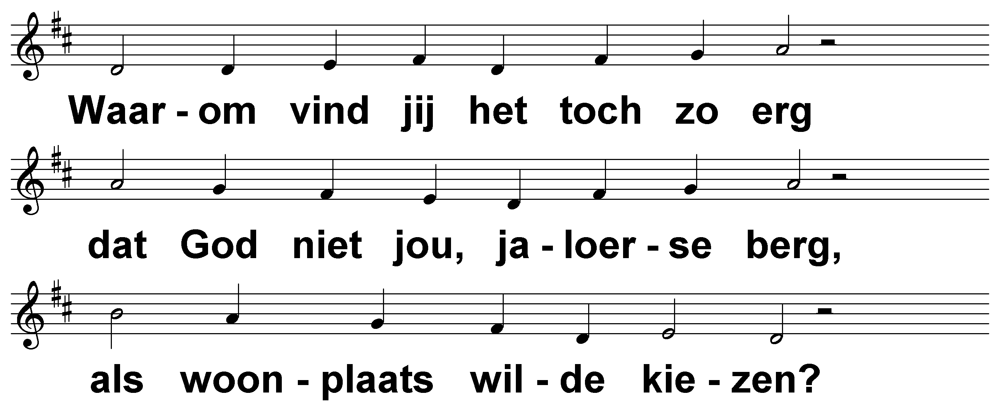 Waar - om vind jij het toch zo erg
dat God niet jou, ja - loer - se berg,
als woon - plaats wil - de kie - zen?